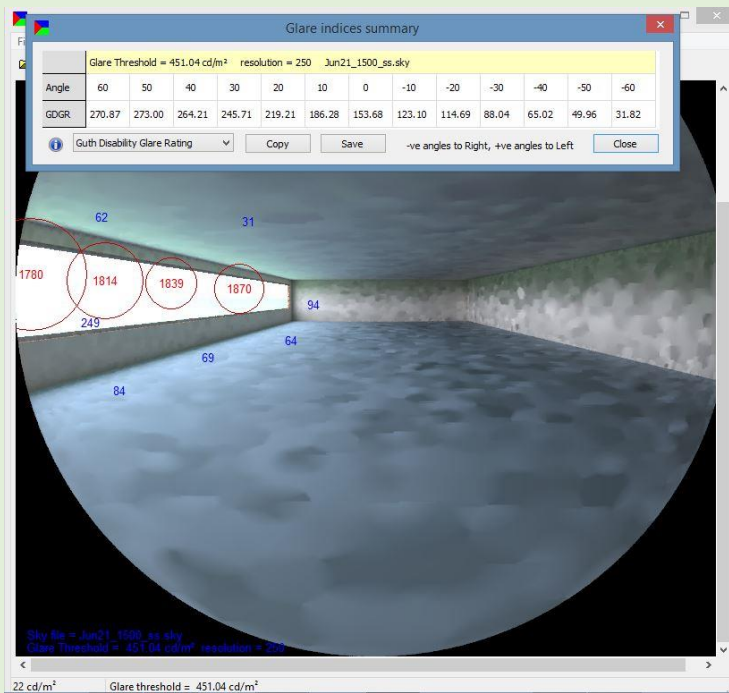 Glare indices summary
Glare Threshold = 451.04 cd/m² resolution = 250 Jun21_1500_ss.sky
Angle 60 50 40 30 20 10 0 -10 -20 -30 -40 -50 -60
GDGR 270.87 273.00 264.21 245.71 219.21 186.28 153.68 123.10 114.69 88.04 65.02 49.96 31.82
Guth Disability Glare Rating Copy Save -ve angles to Right, +ve angles to Left Close
62 31
1780 1814 1839 1870
94
249
64
69
84
Sky file = Jun21_1500_ss.sky
Glare Threshold = 451.04 cd/m² resolution = 250
22 cd/m² Glare threshold = 451.04 cd/m²